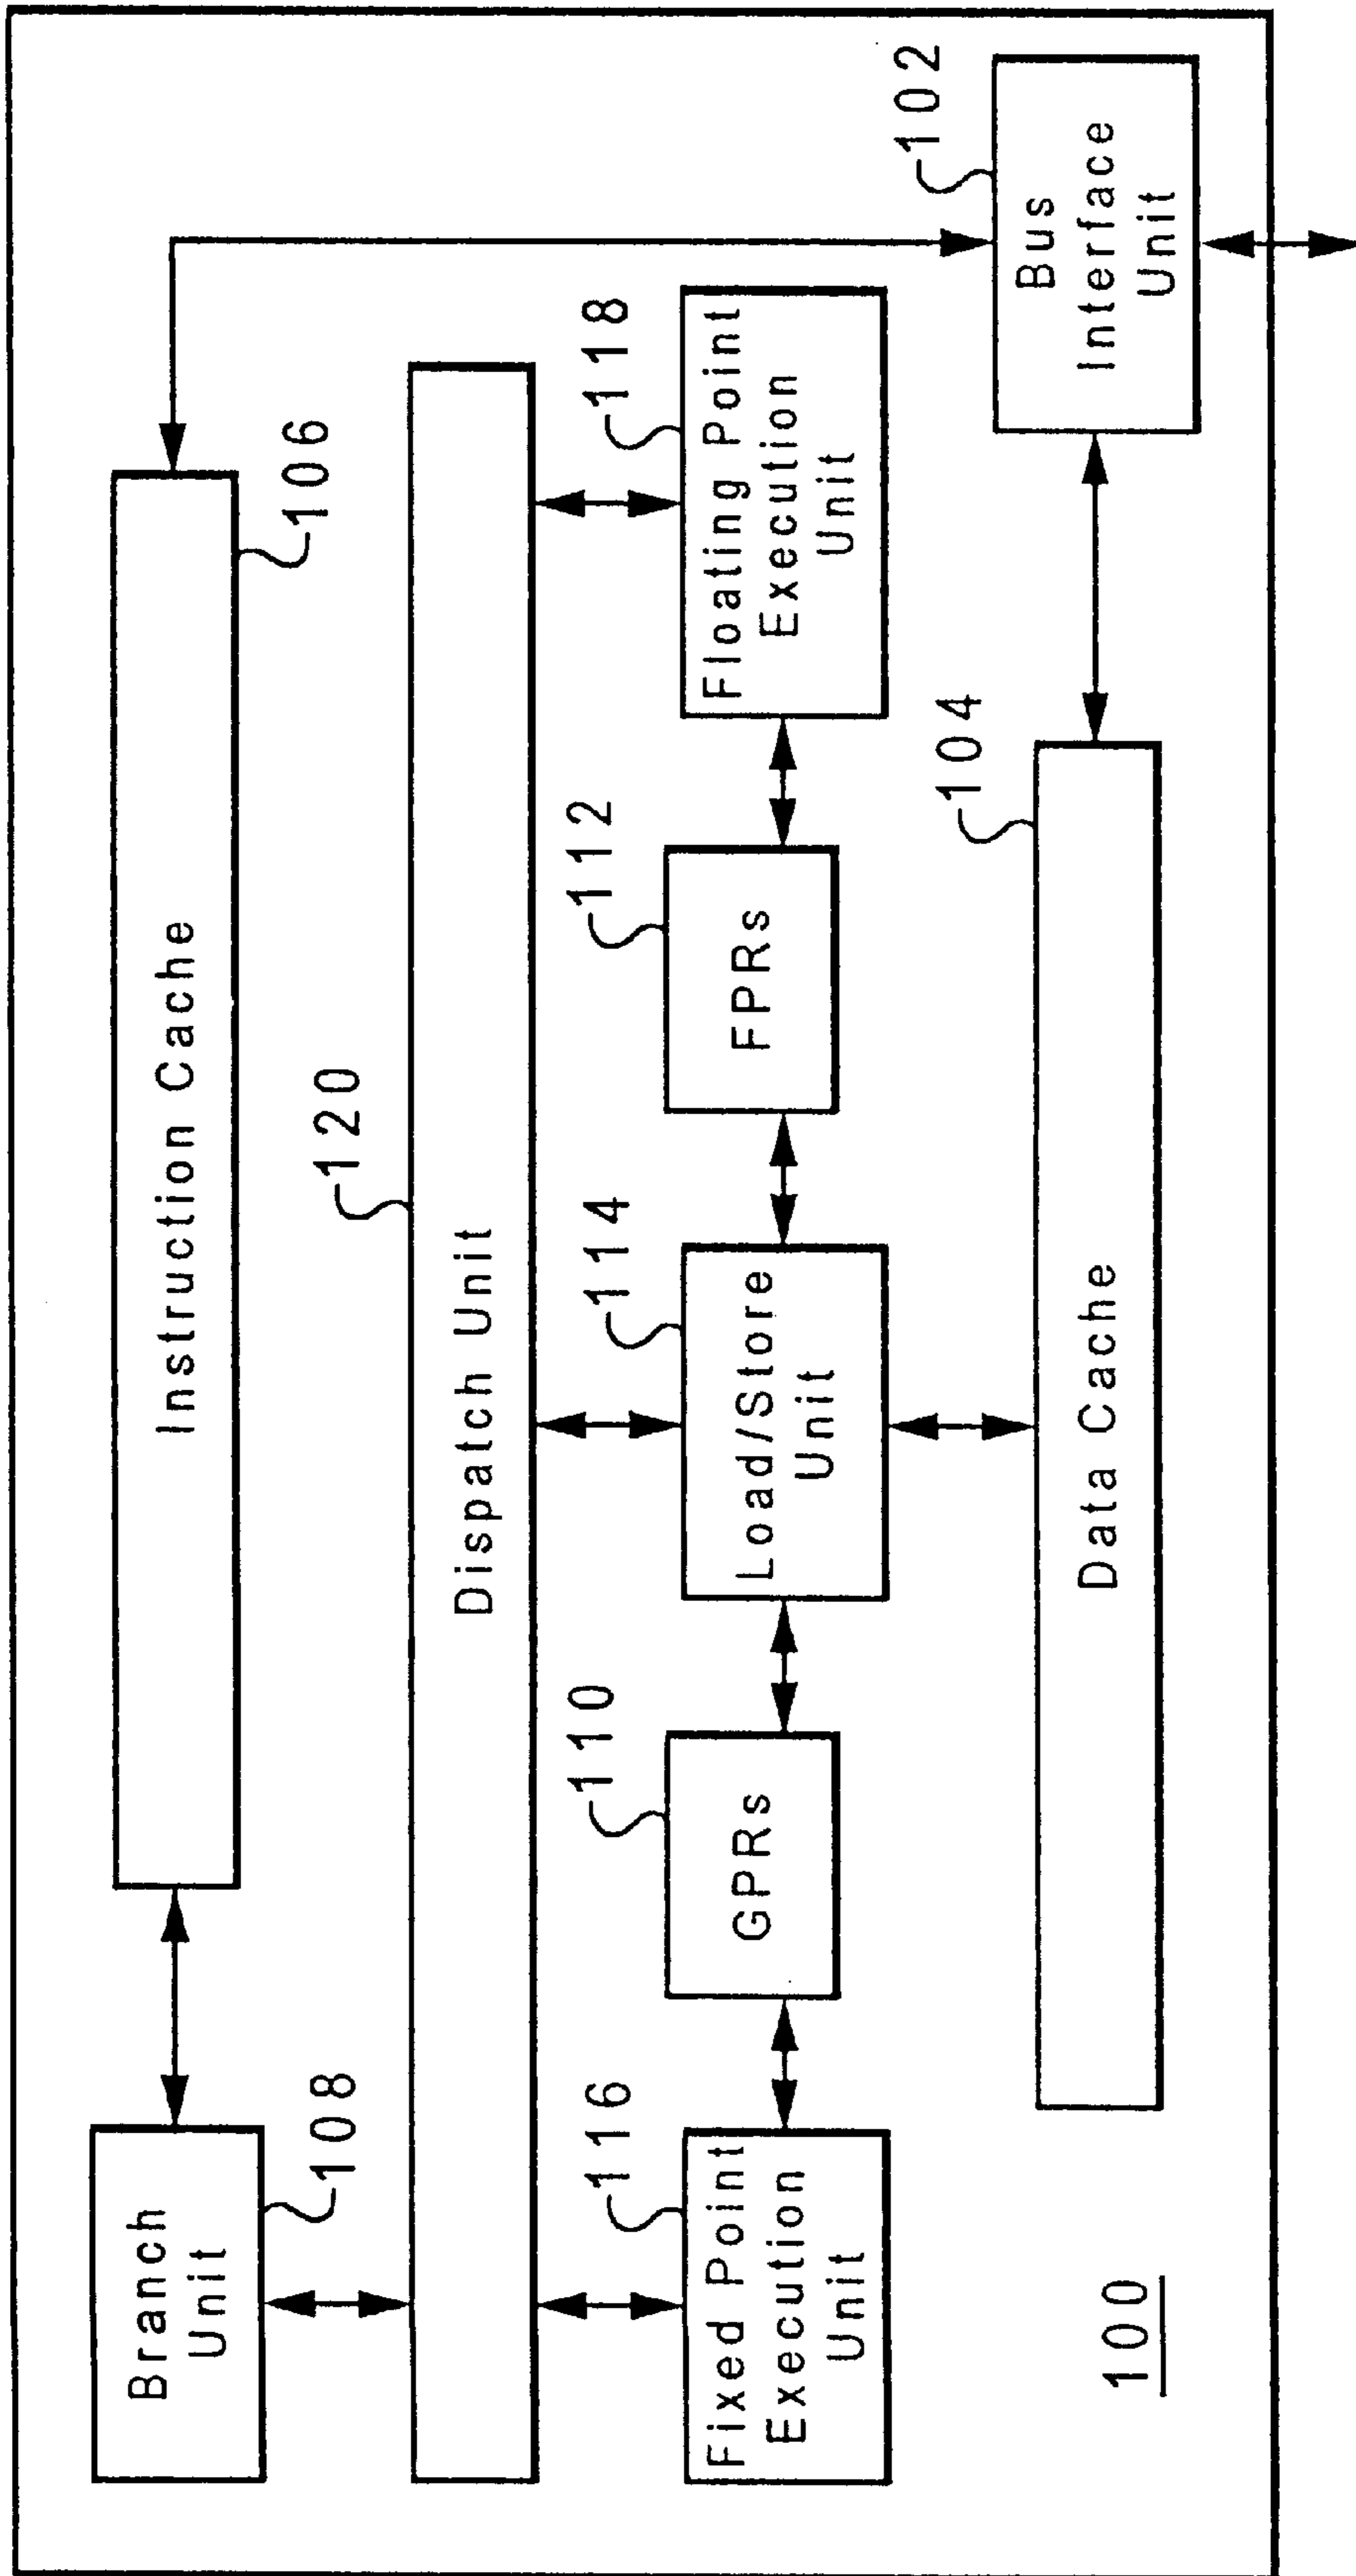 Branch
Unit
108
Instruction Cache
106
120
Dispatch Unit
116
Fixed Point
Execution
Unit
110
GPRs
114
Load/Store
Unit
112
FPRs
118
Floating Point
Execution
Unit
104
Data Cache
102
Bus
Interface
Unit
100